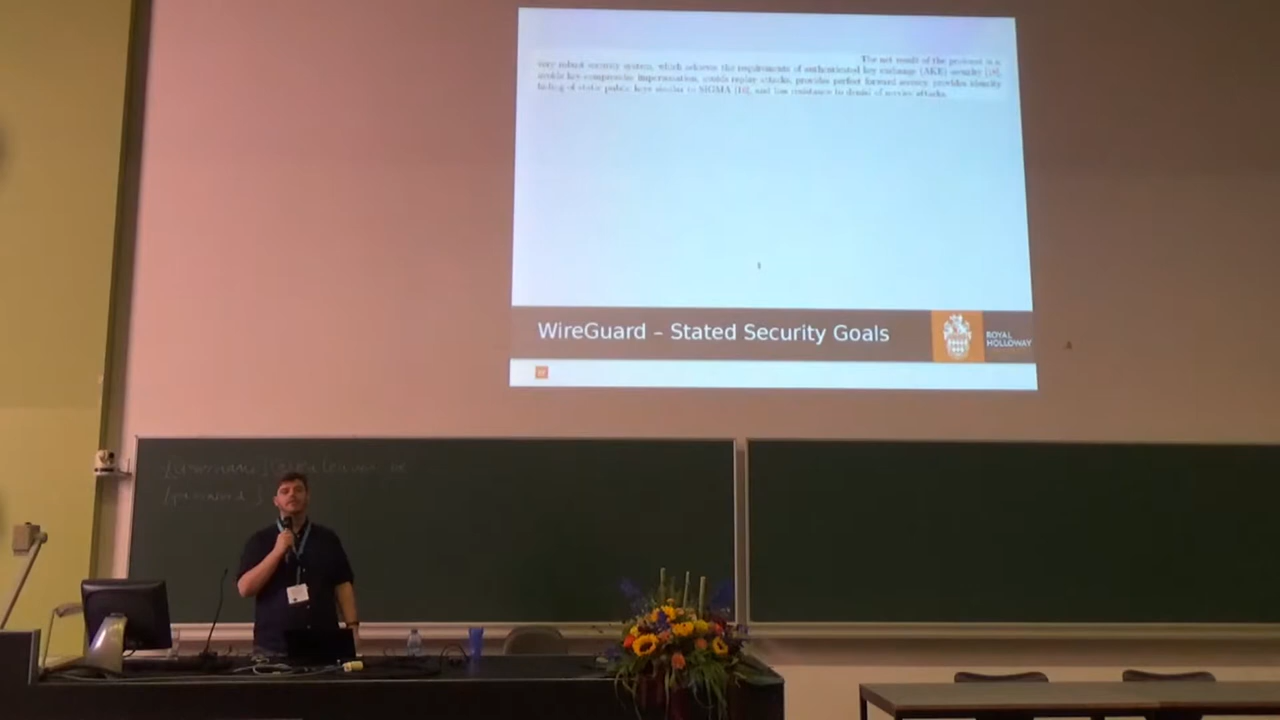 The net result of the protocol is a
very robust security system, which achieves the requirements of authenticated key exchange (AKE) security
avoids key-compromise impersonation, avoids replay attacks, provides perfect forward secrecy, provides identity
hiding of static public keys similar to SIGMA [16], and has resistance to denial of service attacks.
WireGuard – Stated Security Goals
ROYAL
HOLLOWAY